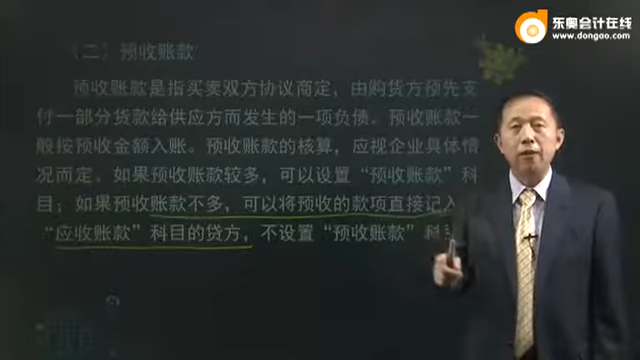 东奥会计在线
www.dongao.com
（二）预收账款
预收账款是指买卖双方协议商定，由购货方预先支
付一部分货款给供应方而发生的一项负债。预收账款一
般按预收金额入账。预收账款的核算，应视企业具体情
况而定。如果预收账款较多，可以设置“预收账款”科
目；如果预收账款不多，可以将预收的款项直接记入
“应收账款”科目的贷方，不设置“预收账款”科